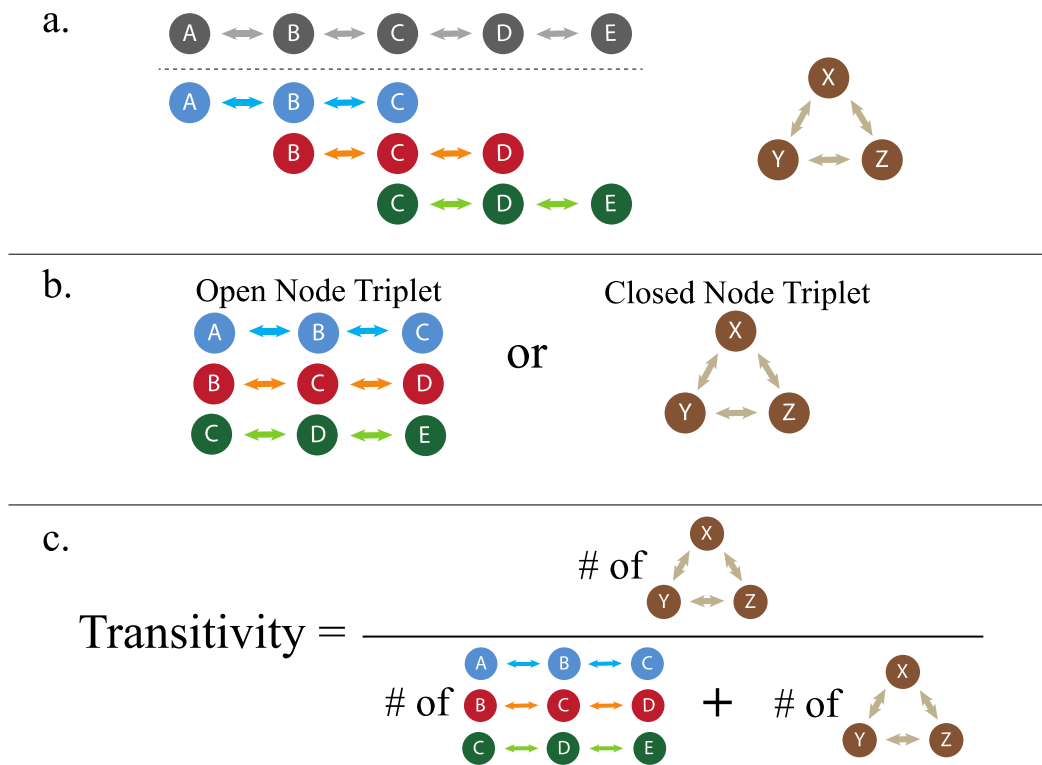 a.
A B C D E
A B C
B C D
C D E
X
Y Z
b.
Open Node Triplet
A B C
B C D
C D E
or
Closed Node Triplet
X
Y Z
c.
Transitivity =
# of
X
Y Z
# of
A B C
B C D
C D E
+
# of
X
Y Z